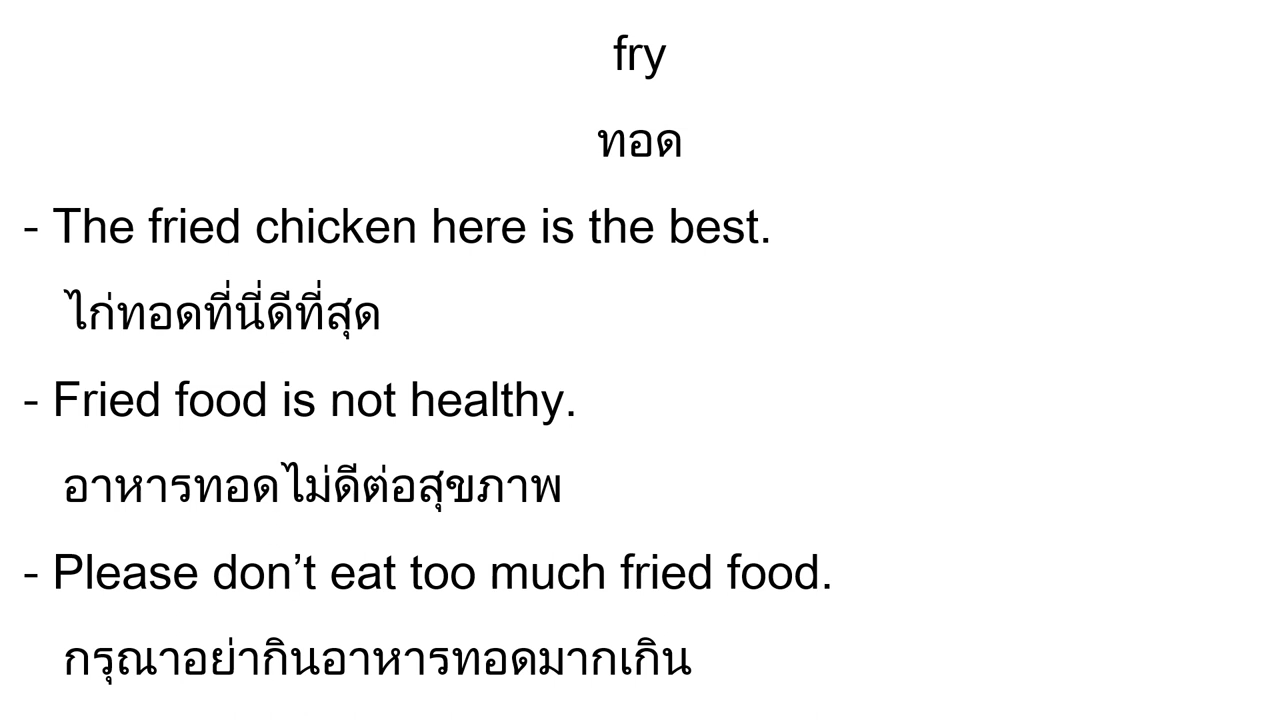 fry
ทอด
- The fried chicken here is the best.
ไก่ทอดที่นี่ดีที่สุด
- Fried food is not healthy.
อาหารทอดไม่ดีต่อสุขภาพ
- Please don’t eat too much fried food.
กรุณาอย่ากินอาหารทอดมากเกิน